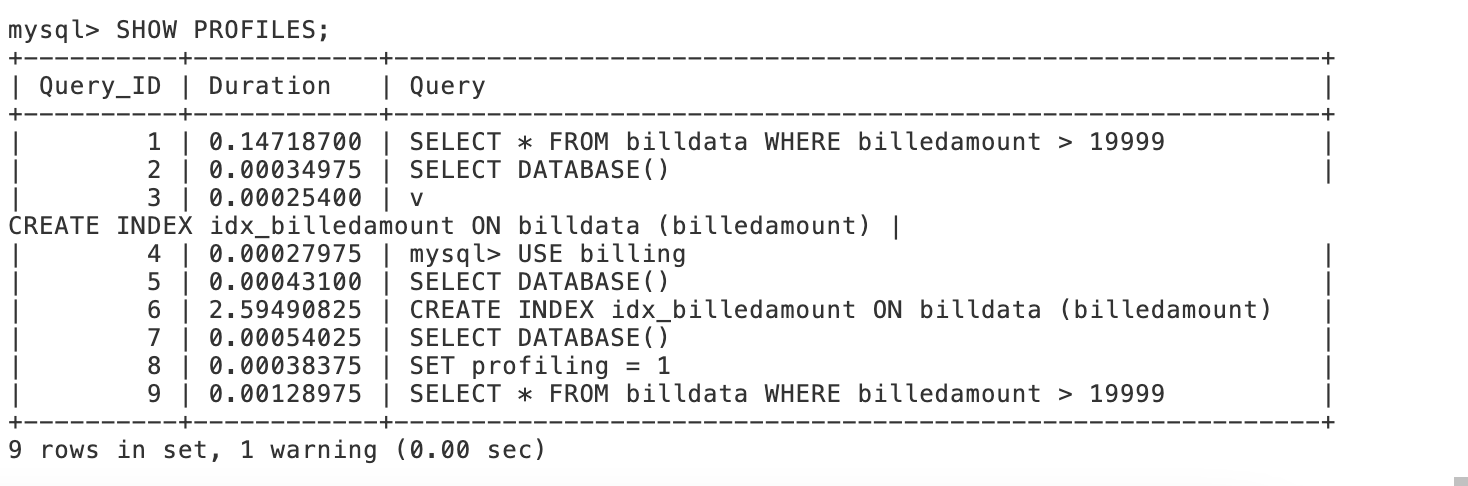 mysql> SHOW PROFILES;
+----------+------------+------------------------------------------------------------+
| Query_ID | Duration   | Query                                                      |
+----------+------------+------------------------------------------------------------+
|        1 | 0.14718700 | SELECT * FROM billdata WHERE billedamount > 19999          |
|        2 | 0.00034975 | SELECT DATABASE()                                          |
|        3 | 0.00025400 | v
CREATE INDEX idx_billedamount ON billdata (billedamount) |
|        4 | 0.00027975 | mysql> USE billing                                         |
|        5 | 0.00043100 | SELECT DATABASE()                                          |
|        6 | 2.59490825 | CREATE INDEX idx_billedamount ON billdata (billedamount)   |
|        7 | 0.00054025 | SELECT DATABASE()                                          |
|        8 | 0.00038375 | SET profiling = 1                                          |
|        9 | 0.00128975 | SELECT * FROM billdata WHERE billedamount > 19999          |
+----------+------------+------------------------------------------------------------+
9 rows in set, 1 warning (0.00 sec)